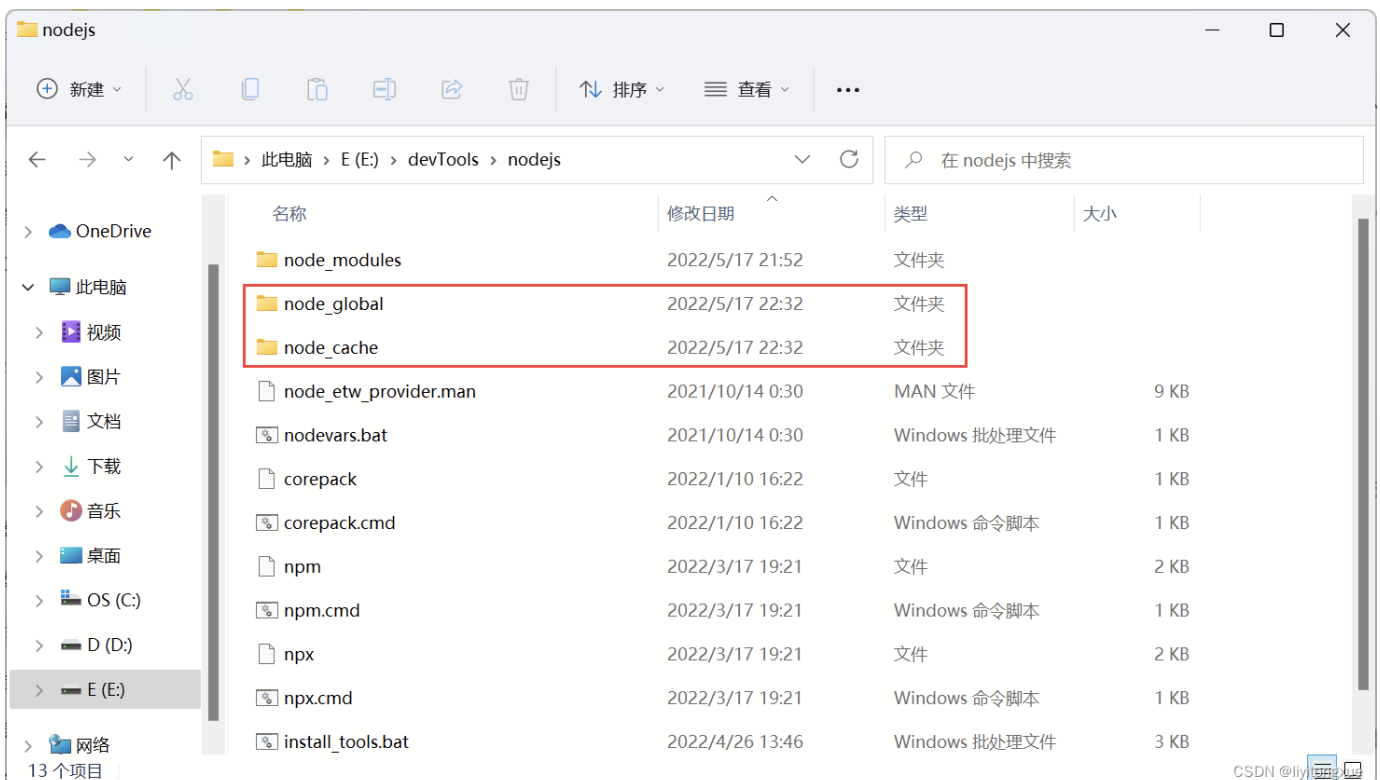 nodejs
新建 排序 查看
此电脑 E (E:) devTools nodejs 在 nodejs 中搜索
名称 修改日期 类型 大小
OneDrive
此电脑
视频
图片
文档
下载
音乐
桌面
OS (C:)
D (D:)
E (E:)
网络
node_modules 2022/5/17 21:52 文件夹
node_global 2022/5/17 22:32 文件夹
node_cache 2022/5/17 22:32 文件夹
node_etw_provider.man 2021/10/14 0:30 MAN 文件 9 KB
nodevars.bat 2021/10/14 0:30 Windows 批处理文件 1 KB
corepack 2022/1/10 16:22 文件 1 KB
corepack.cmd 2022/1/10 16:22 Windows 命令脚本 1 KB
npm 2022/3/17 19:21 文件 2 KB
npm.cmd 2022/3/17 19:21 Windows 命令脚本 1 KB
npx 2022/3/17 19:21 文件 2 KB
npx.cmd 2022/3/17 19:21 Windows 命令脚本 1 KB
install_tools.bat 2022/4/26 13:46 Windows 批处理文件 3 KB
13 个项目
CSDN @liyitongxue